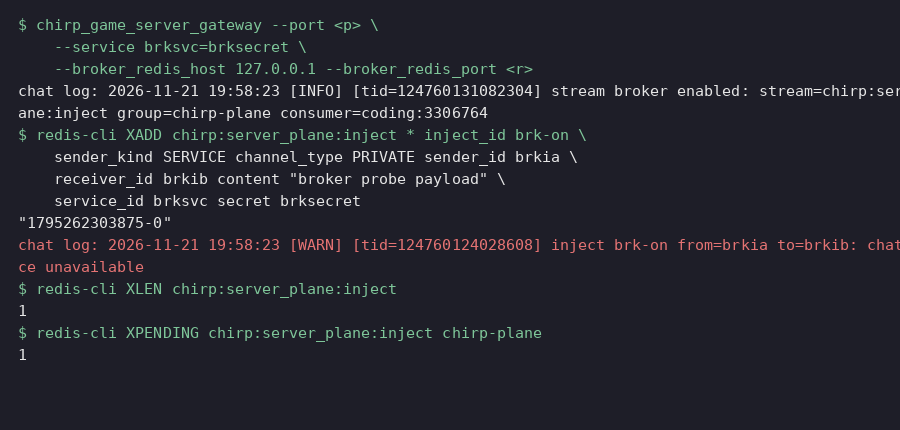 $ chirp_game_server_gateway --port <p> \
    --service brksvc=brksecret \
    --broker_redis_host 127.0.0.1 --broker_redis_port <r>
chat log: 2026-11-21 19:58:23 [INFO] [tid=124760131082304] stream broker enabled: stream=chirp:ser
ane:inject group=chirp-plane consumer=coding:3306764
$ redis-cli XADD chirp:server_plane:inject * inject_id brk-on \
    sender_kind SERVICE channel_type PRIVATE sender_id brkia \
    receiver_id brkib content "broker probe payload" \
    service_id brksvc secret brksecret
"1795262303875-0"
chat log: 2026-11-21 19:58:23 [WARN] [tid=124760124028608] inject brk-on from=brkia to=brkib: chat
ce unavailable
$ redis-cli XLEN chirp:server_plane:inject
1
$ redis-cli XPENDING chirp:server_plane:inject chirp-plane
1